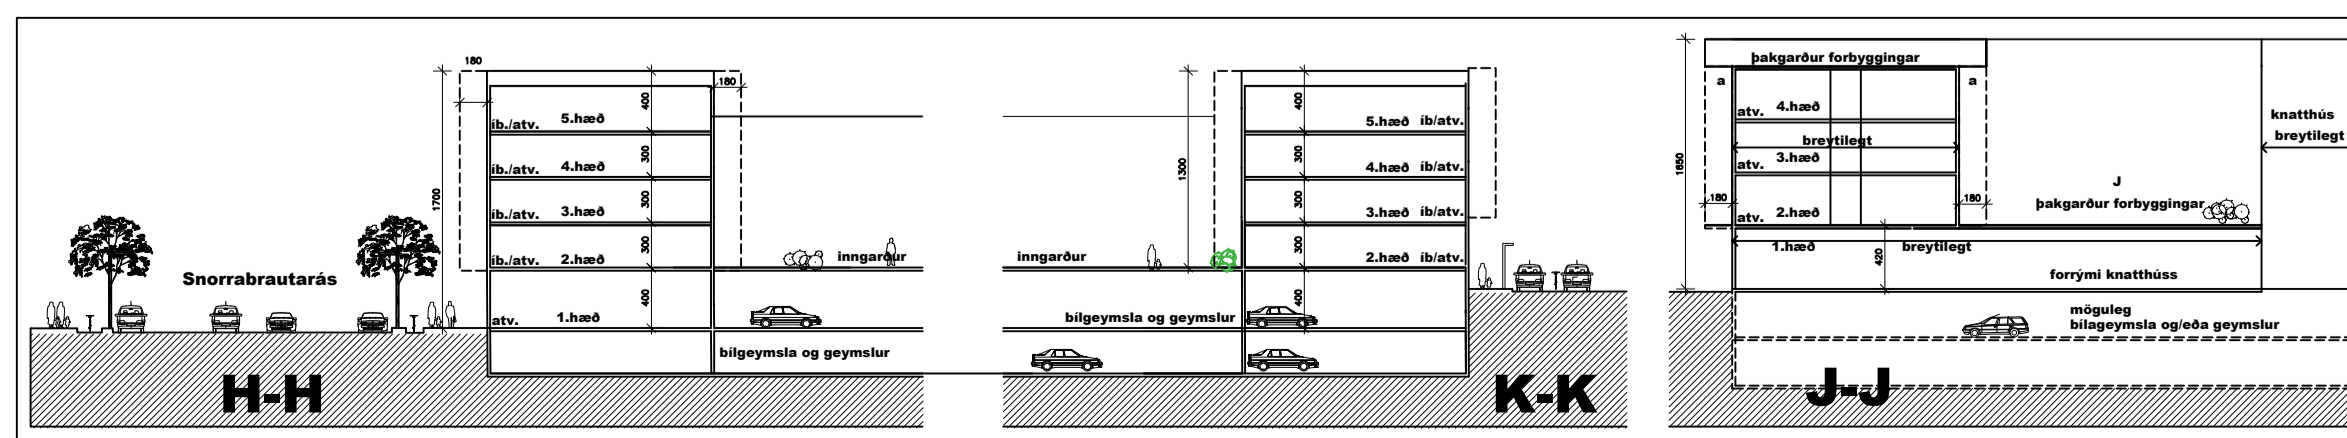 180
180
400
íb./atv. 5.hæð
300
íb./atv. 4.hæð
1700
300
íb./atv. 3.hæð
300
íb./atv. 2.hæð
inngarður
Snorrabrautarás
400
atv. 1.hæð
bílgeymsla og geymslur
H-H
400
5.hæð íb/atv.
300
4.hæð íb/atv.
1300
300
3.hæð íb/atv.
300
2.hæð íb/atv.
inngarður
400
bílgeymsla og geymslur
K-K
þakgarður forbyggingar
a
a
atv. 4.hæð
knatthús
breytilegt
breytilegt
atv. 3.hæð
1650
J
180
180
þakgarður forbyggingar
atv. 2.hæð
1.hæð
breytilegt
420
forrými knatthúss
möguleg
bílageymsla og/eða geymslur
J-J